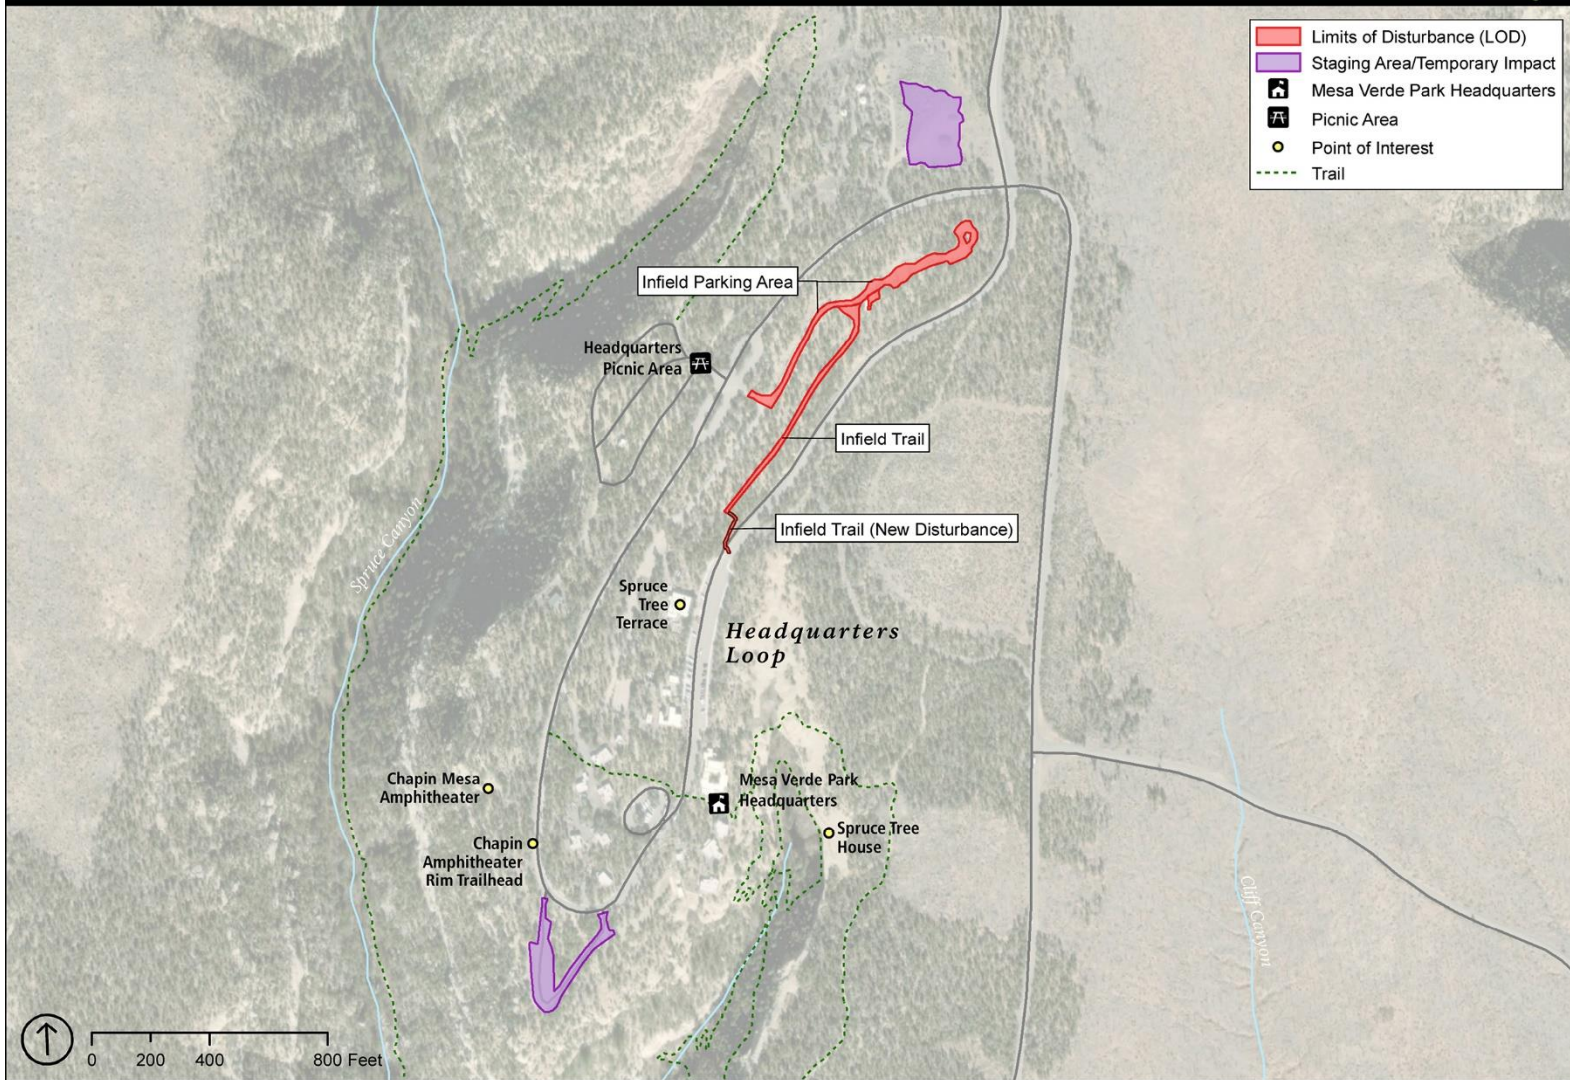 Limits of Disturbance (LOD)
Staging Area/Temporary Impact
Mesa Verde Park Headquarters
Picnic Area
Point of Interest
Trail
Infield Parking Area
Headquarters
Picnic Area
Infield Trail
Infield Trail (New Disturbance)
Spruce Canyon
Spruce
Tree
Terrace
Headquarters
Loop
Chapin Mesa
Amphitheater
Mesa Verde Park
Headquarters
Chapin
Amphitheater
Rim Trailhead
Spruce Tree
House
Cliff Canyon
0 200 400 800 Feet